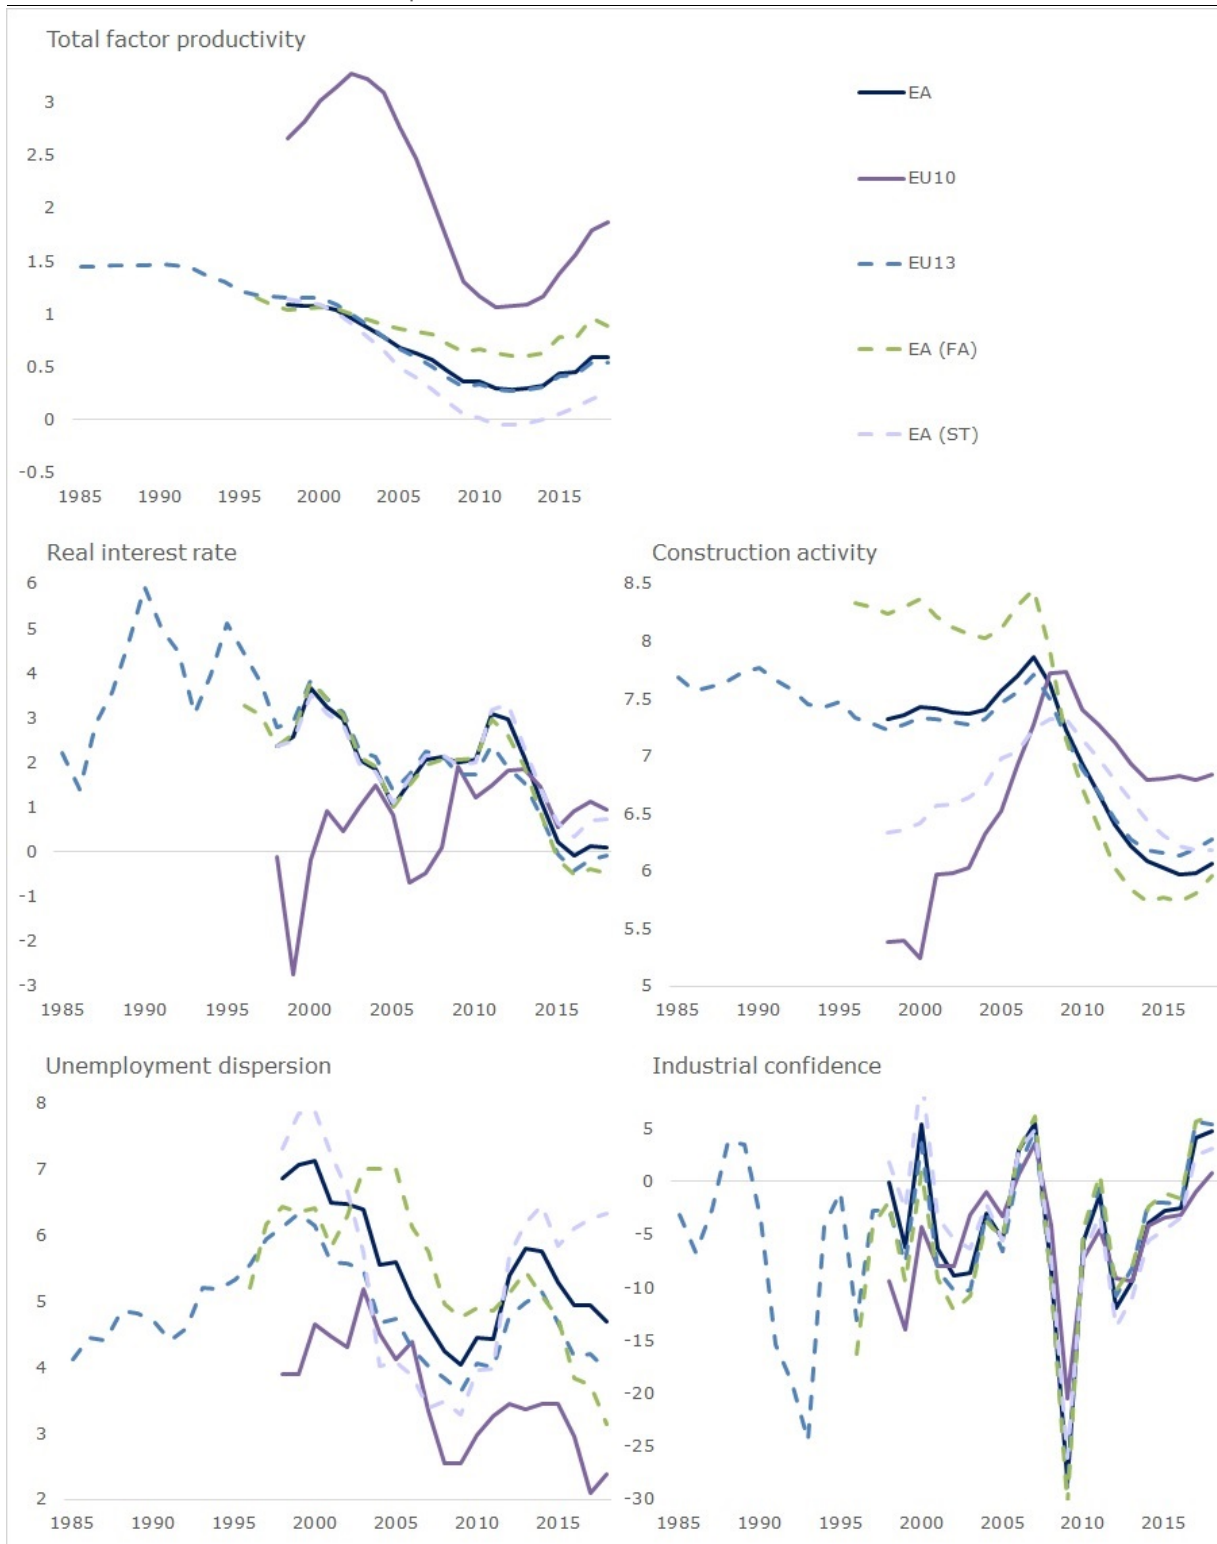 Total factor productivity
EA
EU10
EU13
EA (FA)
EA (ST)
3
2.5
2
1.5
1
0.5
0
-0.5
1985 1990 1995 2000 2005 2010 2015
Real interest rate
6
5
4
3
2
1
0
-1
-2
-3
1985 1990 1995 2000 2005 2010 2015
Construction activity
8.5
8
7.5
7
6.5
6
5.5
5
1985 1990 1995 2000 2005 2010 2015
Unemployment dispersion
8
7
6
5
4
3
2
1985 1990 1995 2000 2005 2010 2015
Industrial confidence
5
0
-5
-10
-15
-20
-25
-30
1985 1990 1995 2000 2005 2010 2015